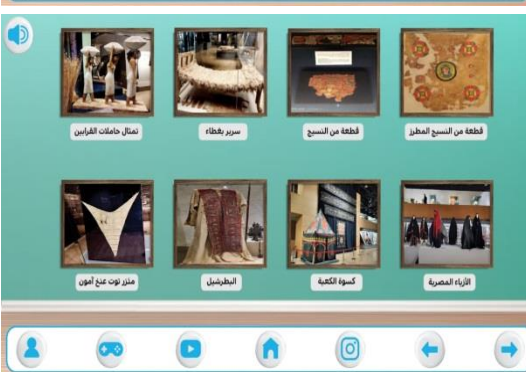 قطعة من النسيج المطرز
قطعة من النسيج
سرير بغطاء
تمثال حاملات القرابين
الأزياء المصرية
كسوة الكعبة
البطرشيل
مئزر توت عنخ آمون